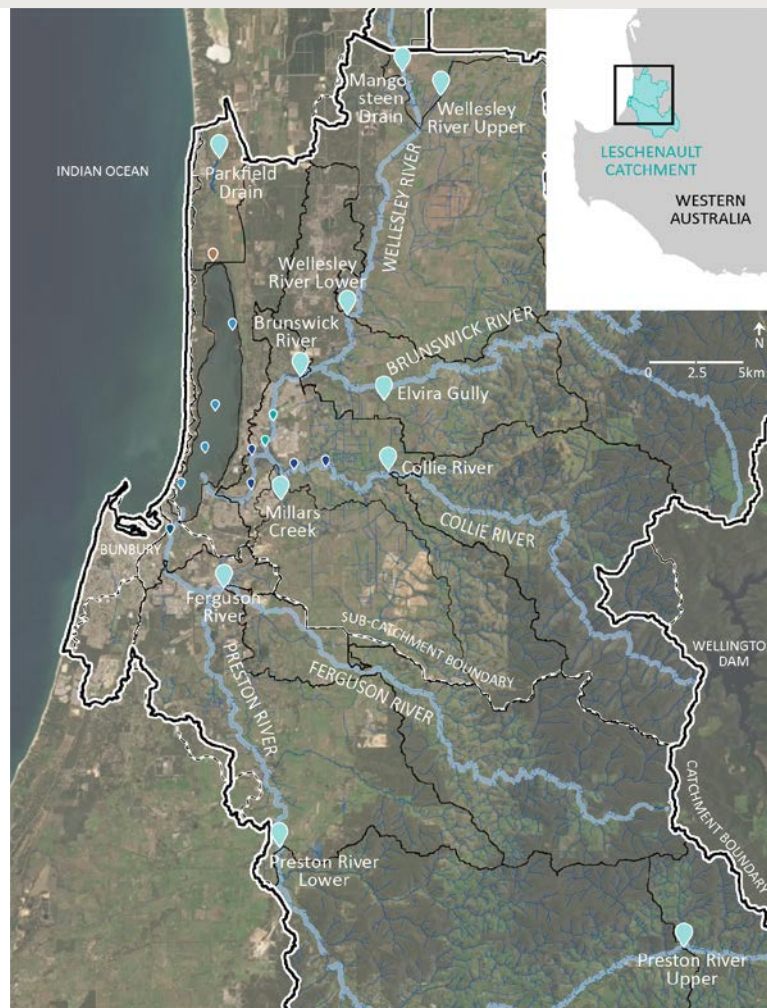 Mango
steen
Drain
Wellesley
River Upper
INDIAN OCEAN
Parkfield
Drain
LESCHENAULT
CATCHMENT
WESTERN
AUSTRALIA
WELLESLEY RIVER
Wellesley
River Lower
Brunswick
River
BRUNSWICK RIVER
N
0 2.5 5km
Elvira Gully
Collie River
Millars
Creek
COLLIE RIVER
BUNBURY
Ferguson
River
SUB-CATCHMENT BOUNDARY
WELLINGTO
DAM
PRESTON RIVER
FERGUSON RIVER
CATCHMENT BOUNDARY
Preston River
Lower
Preston River
Upper